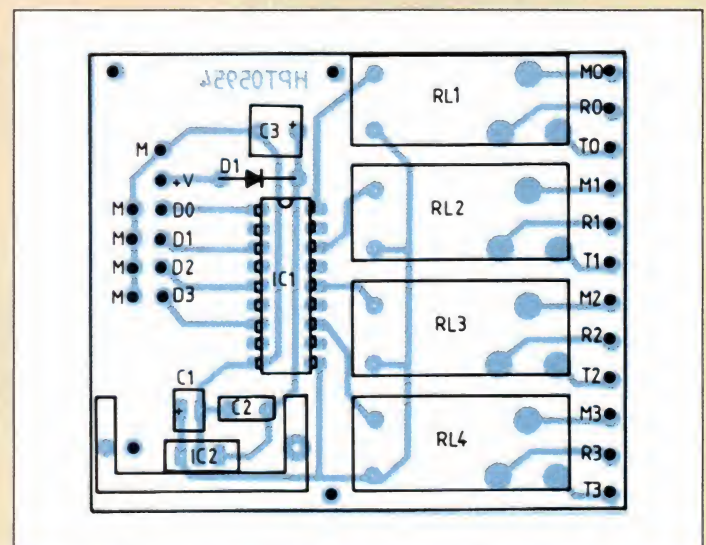 HPT05954
RL1
M0
R0
T0
C3 +
M
D1
+V
M D0
M D1
M D2
M D3
IC1
RL2
M1
R1
T1
RL3
M2
R2
T2
C1
+
C2
IC2
RL4
M3
R3
T3